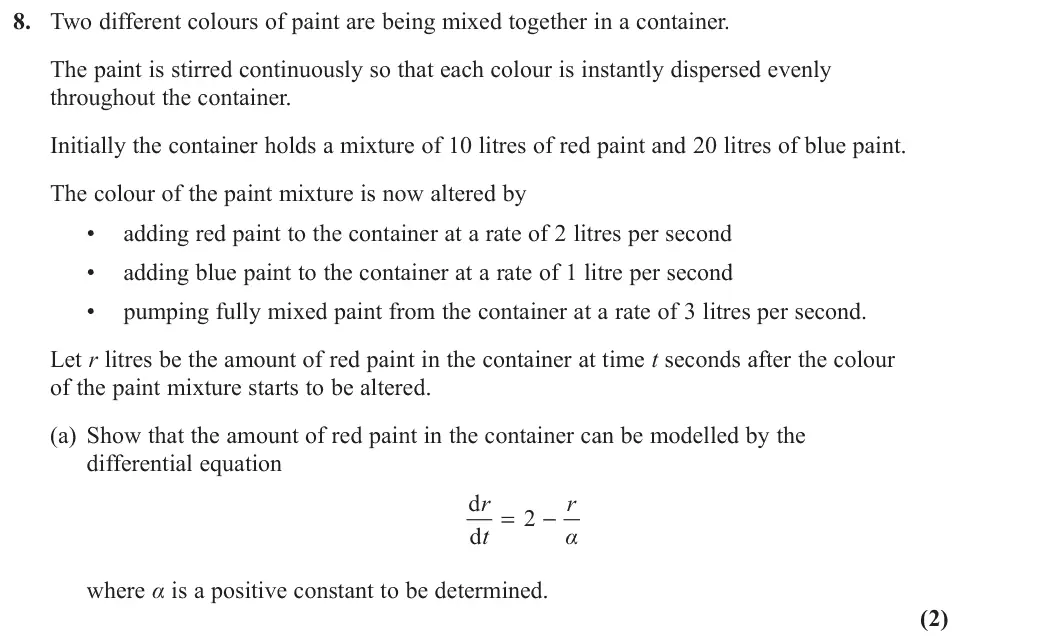 8. Two different colours of paint are being mixed together in a container.
The paint is stirred continuously so that each colour is instantly dispersed evenly
throughout the container.
Initially the container holds a mixture of 10 litres of red paint and 20 litres of blue paint.
The colour of the paint mixture is now altered by
• adding red paint to the container at a rate of 2 litres per second
• adding blue paint to the container at a rate of 1 litre per second
• pumping fully mixed paint from the container at a rate of 3 litres per second.
Let r litres be the amount of red paint in the container at time t seconds after the colour
of the paint mixture starts to be altered.
(a) Show that the amount of red paint in the container can be modelled by the
differential equation
dr/dt = 2 − r/α
where α is a positive constant to be determined.
(2)